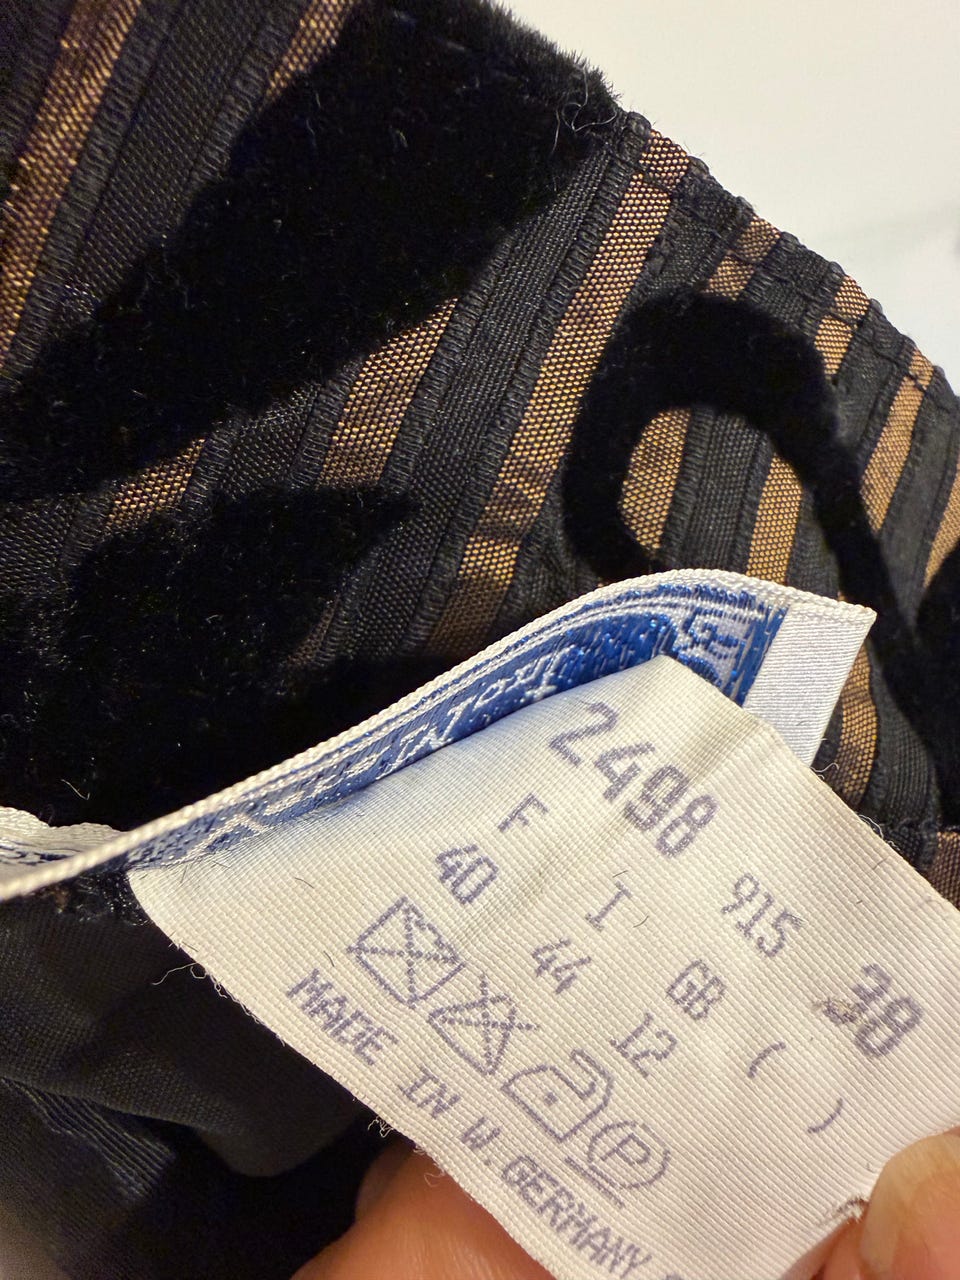 2498 915 38
F I GB ( )
40 44 12
P
MADE IN W. GERMANY